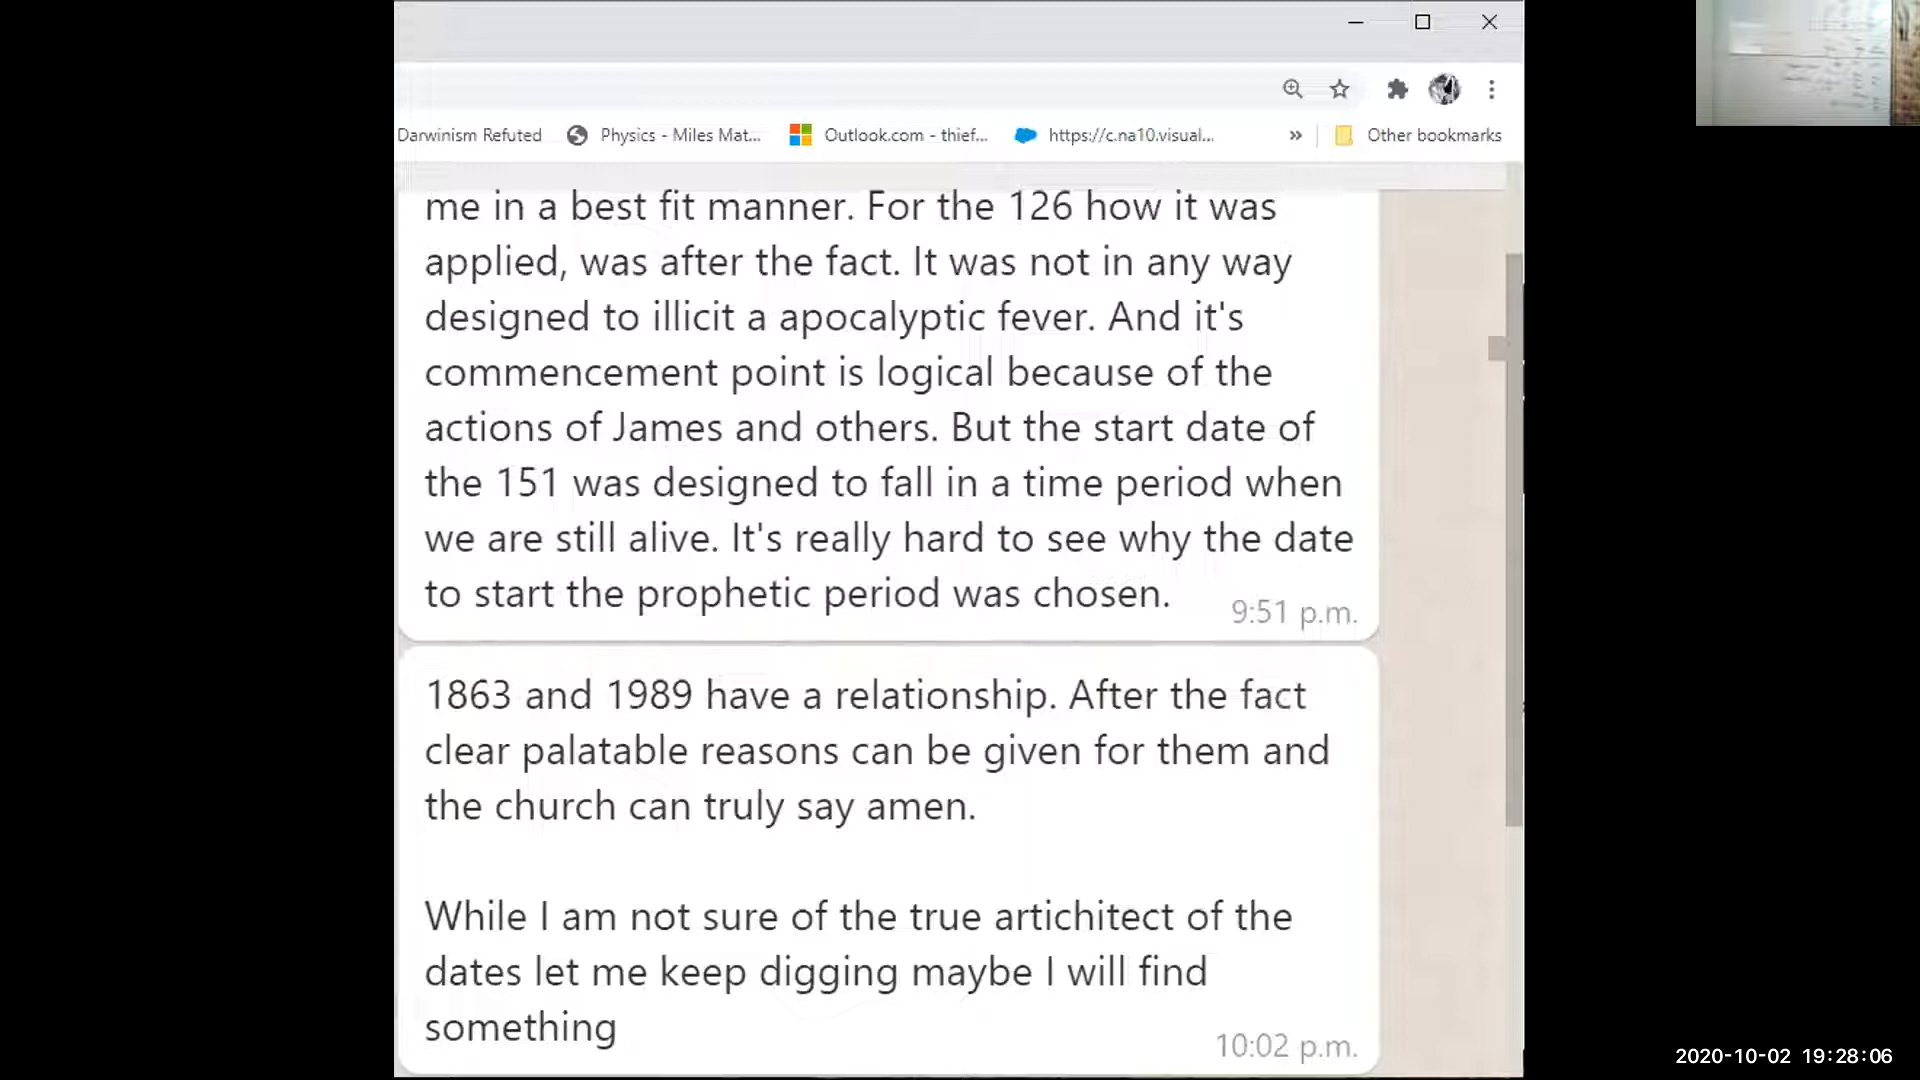 Darwinism Refuted Physics - Miles Mat... Outlook.com - thief... https://c.na10.visual... » Other bookmarks
me in a best fit manner. For the 126 how it was
applied, was after the fact. It was not in any way
designed to illicit a apocalyptic fever. And it's
commencement point is logical because of the
actions of James and others. But the start date of
the 151 was designed to fall in a time period when
we are still alive. It's really hard to see why the date
to start the prophetic period was chosen.
9:51 p.m.
1863 and 1989 have a relationship. After the fact
clear palatable reasons can be given for them and
the church can truly say amen.
While I am not sure of the true artichitect of the
dates let me keep digging maybe I will find
something
10:02 p.m.
2020-10-02 19:28:06